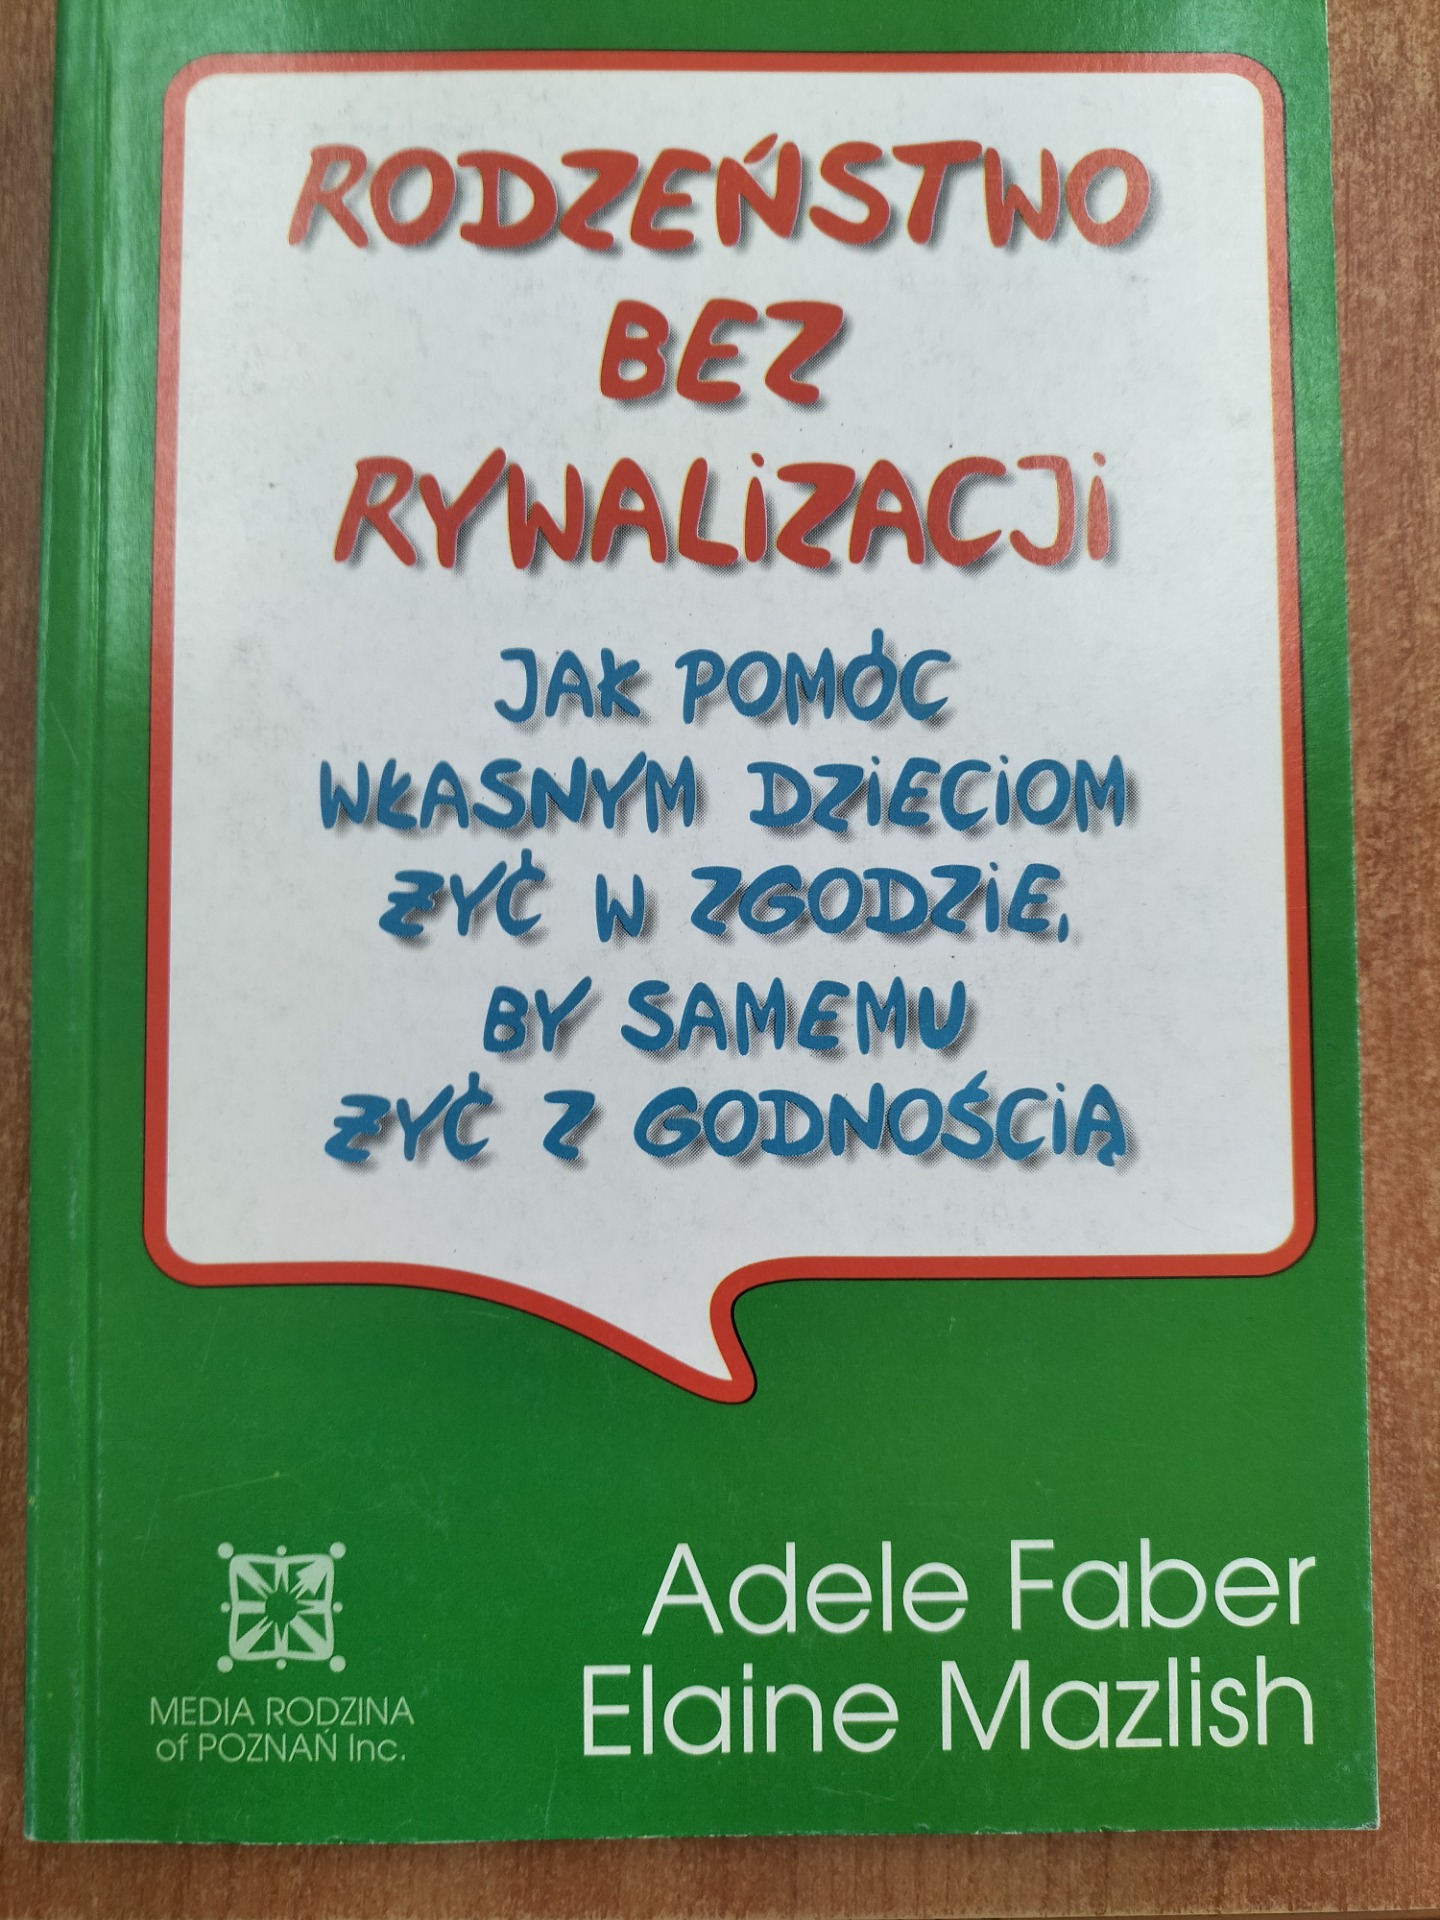 RODZEŃSTWO
BEZ
RYWALiZACJi
JAK POMÓC
WŁASNYM DZiECiOM
ŻYĆ W ZGODZiE,
BY SAMEMU
ŻYĆ Z GODNOŚCiĄ
Adele Faber
Elaine Mazlish
MEDIA RODZINA
of POZNAŃ Inc.